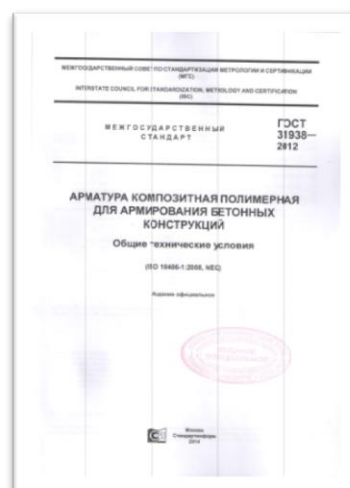 МЕЖГОСУДАРСТВЕННЫЙ СОВЕТ ПО СТАНДАРТИЗАЦИИ МЕТРОЛОГИИ И СЕРТИФИКАЦИИ
(МГС)
INTERSTATE COUNCIL FOR STANDARDIZATION, METROLOGY AND CERTIFICATION
(ISC)
МЕЖГОСУДАРСТВЕННЫЙ
СТАНДАРТ
ГОСТ
31938—
2012
АРМАТУРА КОМПОЗИТНАЯ ПОЛИМЕРНАЯ
ДЛЯ АРМИРОВАНИЯ БЕТОННЫХ
КОНСТРУКЦИЙ
Общие технические условия
(ISO 10406-1:2008, NEQ)
Издание официальное
Москва
Стандартинформ
2014